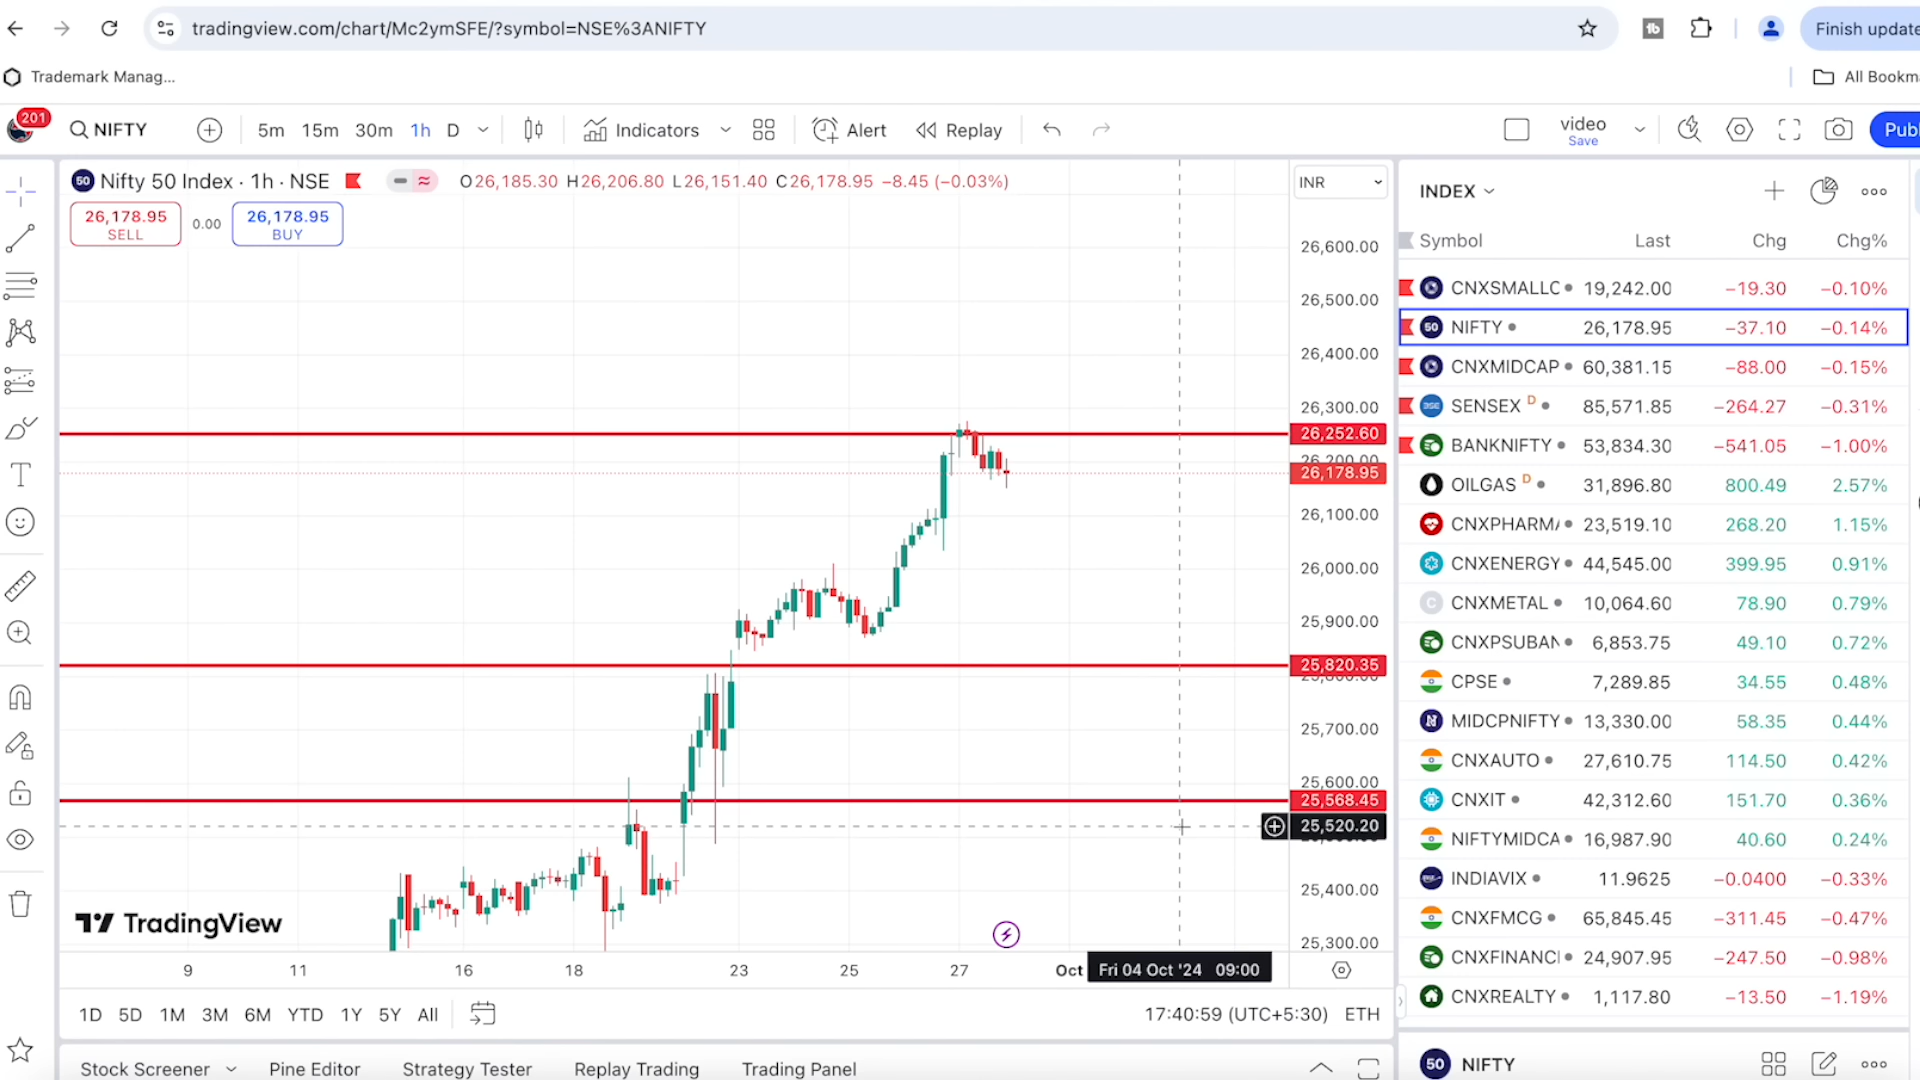 tradingview.com/chart/Mc2ymSFE/?symbol=NSE%3ANIFTY
Finish update
Trademark Manag...
All Bookma
201
NIFTY
5m 15m 30m 1h D
Indicators
Alert
Replay
video
Save
Publ
50 Nifty 50 Index · 1h · NSE
O26,185.30 H26,206.80 L26,151.40 C26,178.95 −8.45 (−0.03%)
26,178.95
SELL
0.00
26,178.95
BUY
INR
26,600.00
26,500.00
26,400.00
26,300.00
26,252.60
26,200.00
26,178.95
26,100.00
26,000.00
25,900.00
25,820.35
25,800.00
25,700.00
25,600.00
25,568.45
25,520.20
25,400.00
25,300.00
TradingView
9 11 16 18 23 25 27 Oct
Fri 04 Oct '24 09:00
1D 5D 1M 3M 6M YTD 1Y 5Y All
17:40:59 (UTC+5:30) ETH
Stock Screener Pine Editor Strategy Tester Replay Trading Trading Panel
INDEX
Symbol Last Chg Chg%
CNXSMALLC 19,242.00 −19.30 −0.10%
50 NIFTY 26,178.95 −37.10 −0.14%
CNXMIDCAP 60,381.15 −88.00 −0.15%
BSE SENSEX D 85,571.85 −264.27 −0.31%
BANKNIFTY 53,834.30 −541.05 −1.00%
OILGAS D 31,896.80 800.49 2.57%
CNXPHARMA 23,519.10 268.20 1.15%
CNXENERGY 44,545.00 399.95 0.91%
C CNXMETAL 10,064.60 78.90 0.79%
CNXPSUBAN 6,853.75 49.10 0.72%
CPSE 7,289.85 34.55 0.48%
N MIDCPNIFTY 13,330.00 58.35 0.44%
CNXAUTO 27,610.75 114.50 0.42%
CNXIT 42,312.60 151.70 0.36%
NIFTYMIDCA 16,987.90 40.60 0.24%
INDIAVIX 11.9625 −0.0400 −0.33%
CNXFMCG 65,845.45 −311.45 −0.47%
CNXFINANCI 24,907.95 −247.50 −0.98%
CNXREALTY 1,117.80 −13.50 −1.19%
50 NIFTY